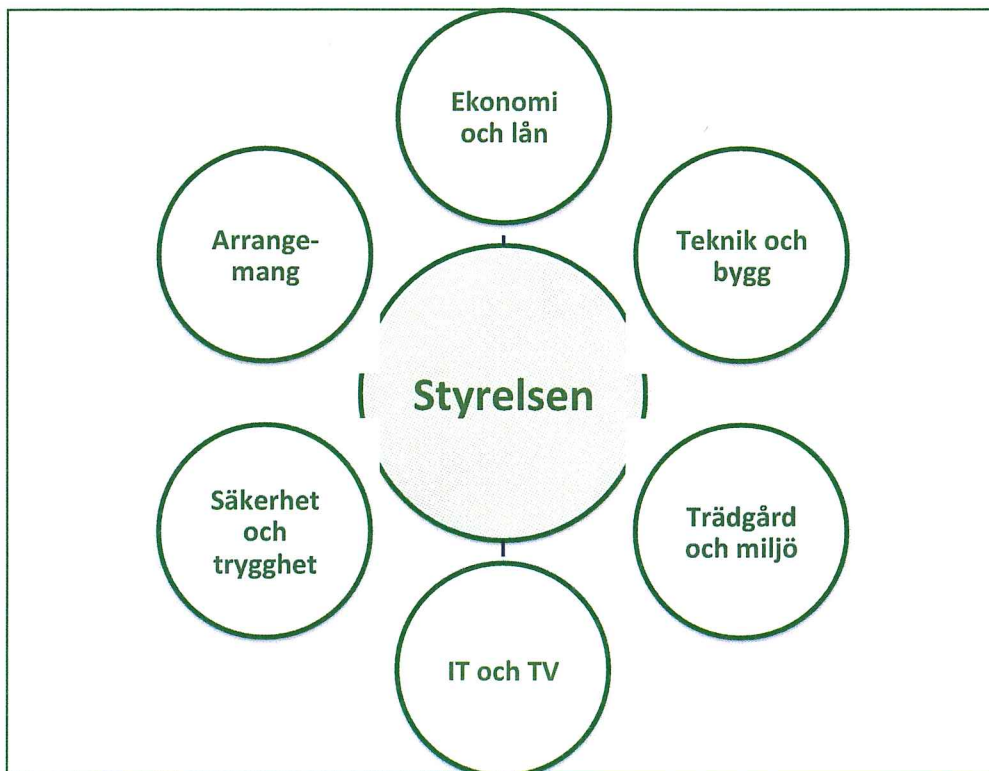 Ekonomi
och lån
Arrange-
mang
Teknik och
bygg
Styrelsen
Säkerhet
och
trygghet
Trädgård
och miljö
IT och TV